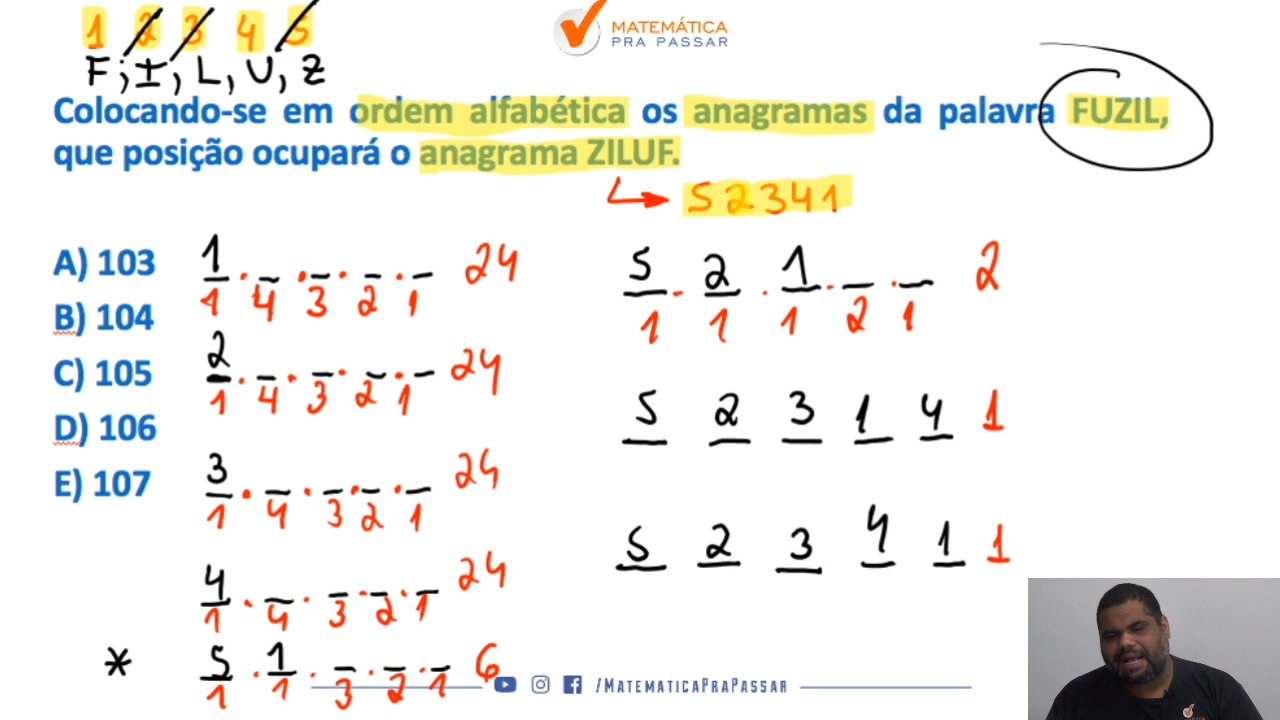 1 2 3 4 5
F, I, L, U, Z
MATEMÁTICA
PRA PASSAR
Colocando-se em ordem alfabética os anagramas da palavra FUZIL,
que posição ocupará o anagrama ZILUF.
52341
A) 103
B) 104
C) 105
D) 106
E) 107
1 24
1 · 4 · 3 · 2 · 1
2 24
1 · 4 · 3 · 2 · 1
3 24
1 · 4 · 3 · 2 · 1
4 24
1 · 4 · 3 · 2 · 1
* 5 1 6
1 · 1 · 3 · 2 · 1
5 2 1 2
1 · 1 · 1 · 2 · 1
5 2 3 1 4 1
5 2 3 4 1 1
/MATEMATICAPRAPASSAR